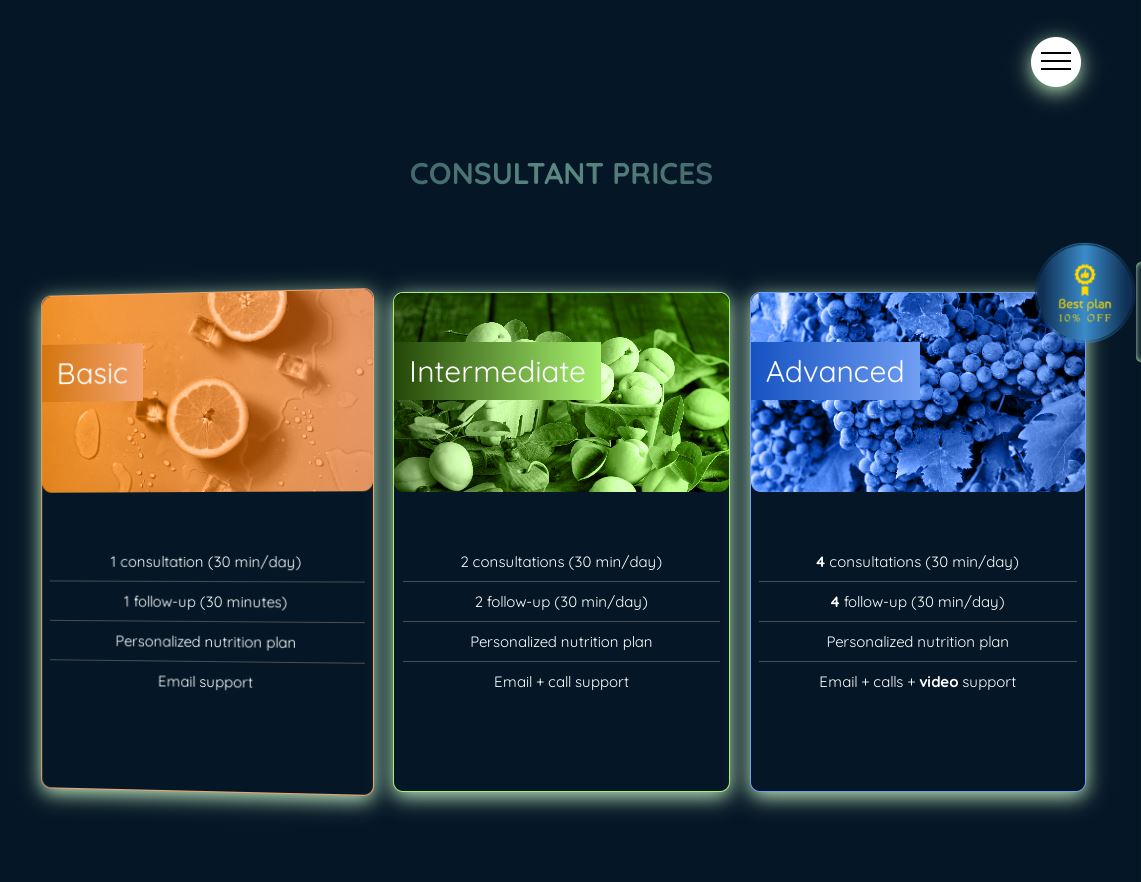 CONSULTANT PRICES
Best plan
10% OFF
Basic
1 consultation (30 min/day)
1 follow-up (30 minutes)
Personalized nutrition plan
Email support
Intermediate
2 consultations (30 min/day)
2 follow-up (30 min/day)
Personalized nutrition plan
Email + call support
Advanced
4 consultations (30 min/day)
4 follow-up (30 min/day)
Personalized nutrition plan
Email + calls + video support